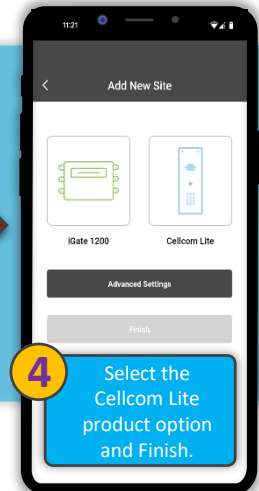 11:21
Add New Site
iGate 1200 Cellcom Lite
Advanced Settings
Finish
4
Select the
Cellcom Lite
product option
and Finish.